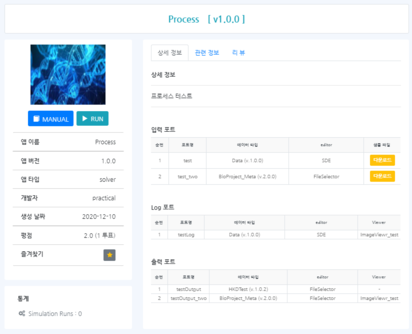 Process [ v1.0.0 ]
MANUAL
RUN
앱 이름 Process
앱 버전 1.0.0
앱 타입 solver
개발자 practical
생성 날짜 2020-12-10
평점 2.0 (1 투표)
즐겨찾기
통계
Simulation Runs : 0
상세 정보 관련 정보 리 뷰
상세 정보
프로세스 테스트
입력 포트
순번 포트명 데이터 타입 editor 샘플 파일
1 test Data (v.1.0.0) SDE 다운로드
2 test_two BioProject_Meta (v.2.0.0) FileSelector 다운로드
Log 포트
순번 포트명 데이터 타입 editor Viewer
1 testLog Data (v.1.0.0) SDE ImageViewr_test
출력 포트
순번 포트명 데이터 타입 editor Viewer
1 testOutput (v.1.0.2) FileSelector -
2 testOutput_two BioProject_Meta (v.2.0.0) FileSelector ImageViewr_test